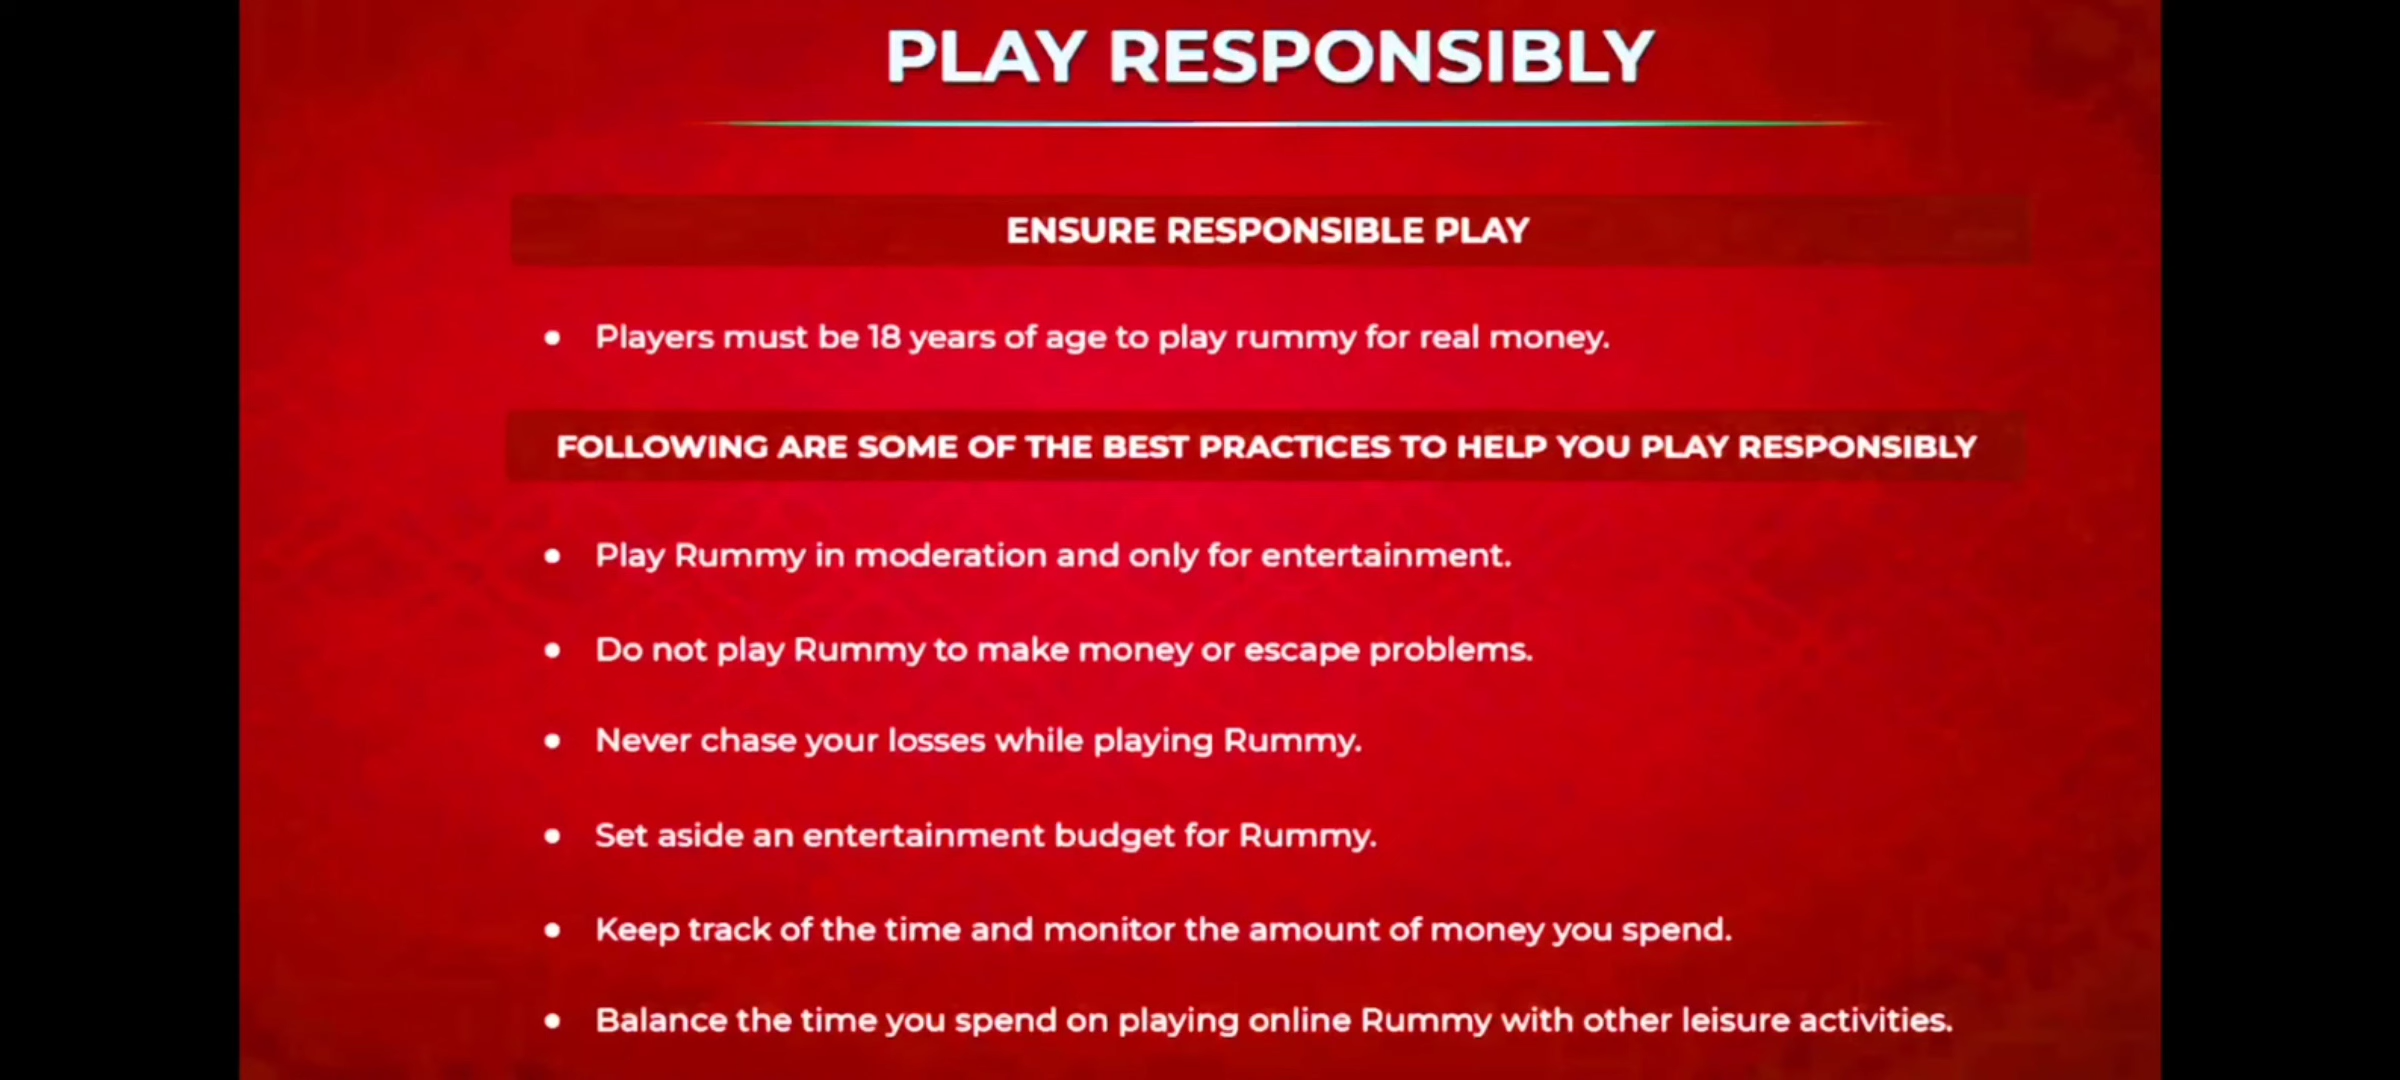 PLAY RESPONSIBLY
ENSURE RESPONSIBLE PLAY
• Players must be 18 years of age to play rummy for real money.
FOLLOWING ARE SOME OF THE BEST PRACTICES TO HELP YOU PLAY RESPONSIBLY
• Play Rummy in moderation and only for entertainment.
• Do not play Rummy to make money or escape problems.
• Never chase your losses while playing Rummy.
• Set aside an entertainment budget for Rummy.
• Keep track of the time and monitor the amount of money you spend.
• Balance the time you spend on playing online Rummy with other leisure activities.